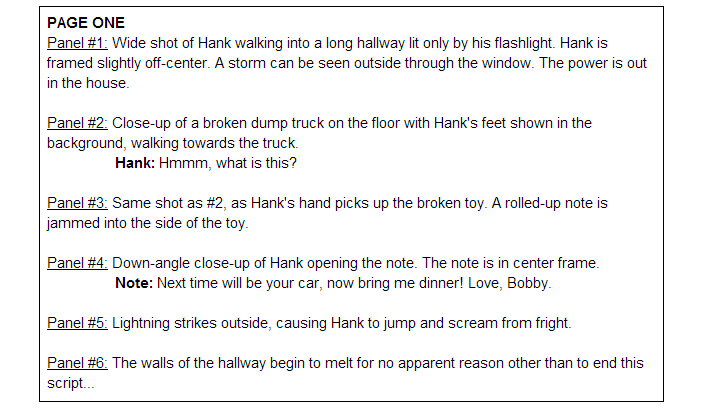 PAGE ONE
Panel #1: Wide shot of Hank walking into a long hallway lit only by his flashlight. Hank is
framed slightly off-center. A storm can be seen outside through the window. The power is out
in the house.
Panel #2: Close-up of a broken dump truck on the floor with Hank's feet shown in the
background, walking towards the truck.
Hank: Hmmm, what is this?
Panel #3: Same shot as #2, as Hank's hand picks up the broken toy. A rolled-up note is
jammed into the side of the toy.
Panel #4: Down-angle close-up of Hank opening the note. The note is in center frame.
Note: Next time will be your car, now bring me dinner! Love, Bobby.
Panel #5: Lightning strikes outside, causing Hank to jump and scream from fright.
Panel #6: The walls of the hallway begin to melt for no apparent reason other than to end this
script...